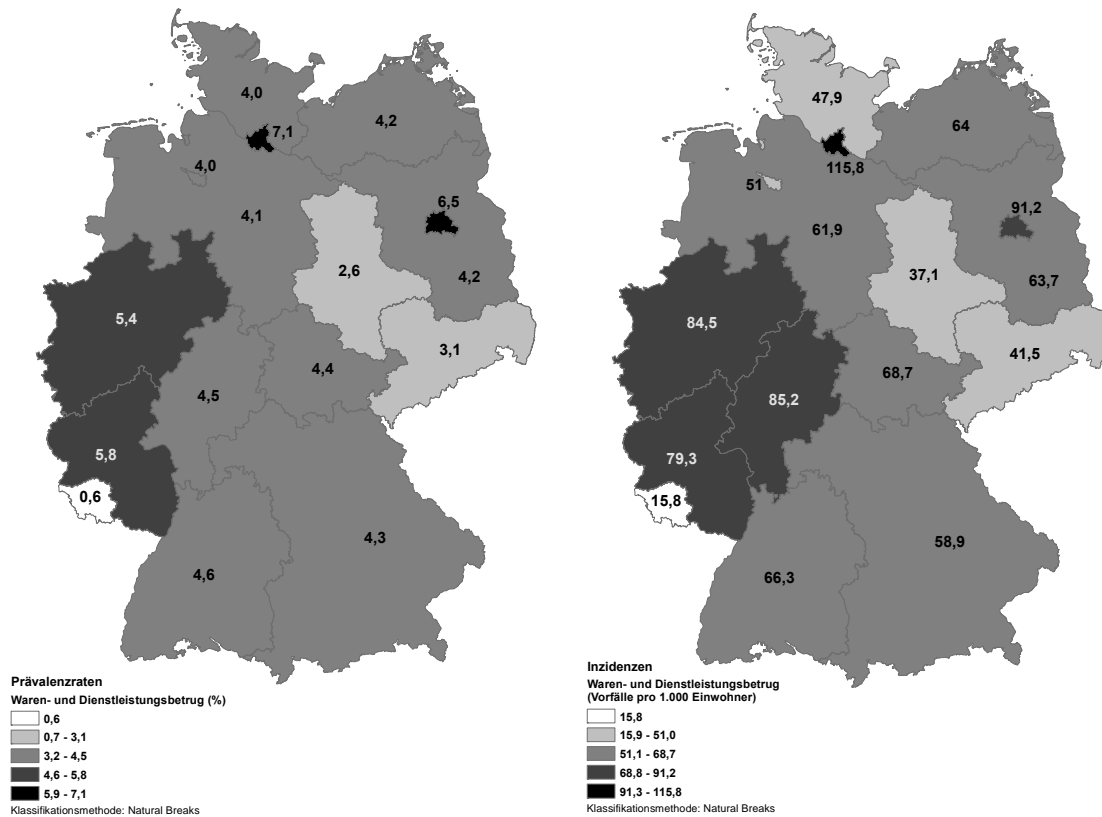 4,0
7,1
4,2
4,0
4,1
6,5
2,6
4,2
5,4
3,1
4,4
4,5
5,8
0,6
4,3
4,6
Prävalenzraten
Waren- und Dienstleistungsbetrug (%)
0,6
0,7 - 3,1
3,2 - 4,5
4,6 - 5,8
5,9 - 7,1
Klassifikationsmethode: Natural Breaks
47,9
64
115,8
51
91,2
61,9
37,1
63,7
84,5
41,5
68,7
85,2
79,3
15,8
58,9
66,3
Inzidenzen
Waren- und Dienstleistungsbetrug
(Vorfälle pro 1.000 Einwohner)
15,8
15,9 - 51,0
51,1 - 68,7
68,8 - 91,2
91,3 - 115,8
Klassifikationsmethode: Natural Breaks